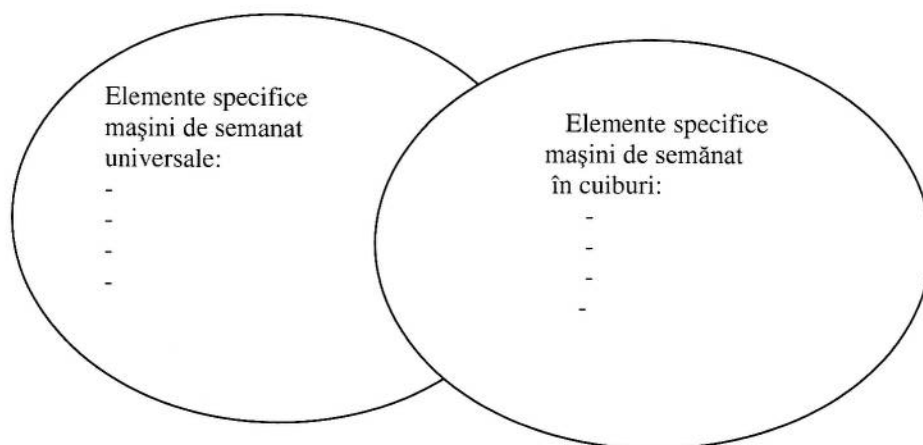 Elemente specifice
maşini de semanat
universale:
-
-
-
-
Elemente specifice
maşini de semănat
în cuiburi:
-
-
-
-